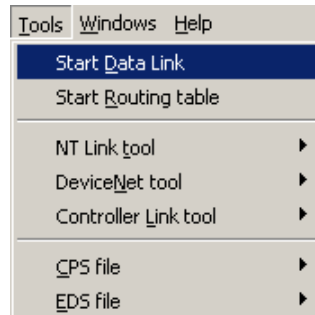 Tools Windows Help
Start Data Link
Start Routing table
NT Link tool
DeviceNet tool
Controller Link tool
CPS file
EDS file